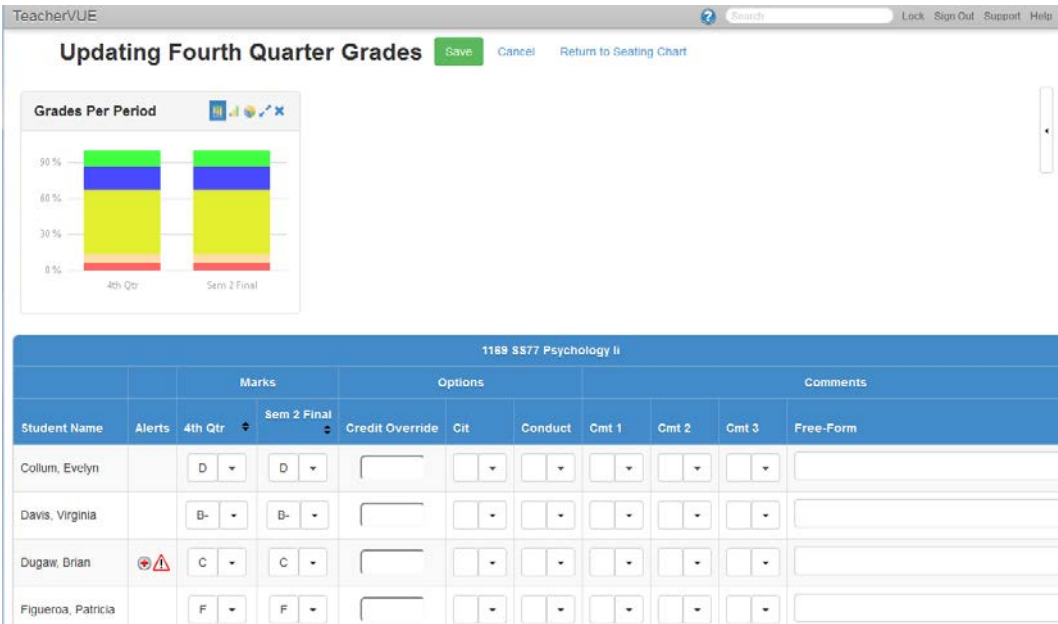 TeacherVUE ? Search Lock Sign Out Support Help
Updating Fourth Quarter Grades Save Cancel Return to Seating Chart
Grades Per Period
90 %
60 %
30 %
0 %
4th Qtr Sem 2 Final
1169 SS77 Psychology Ii
Marks Options Comments
Student Name Alerts 4th Qtr Sem 2 Final Credit Override Cit Conduct Cmt 1 Cmt 2 Cmt 3 Free-Form
Collum, Evelyn D D
Davis, Virginia B- B-
Dugaw, Brian C C
Figueroa, Patricia F F